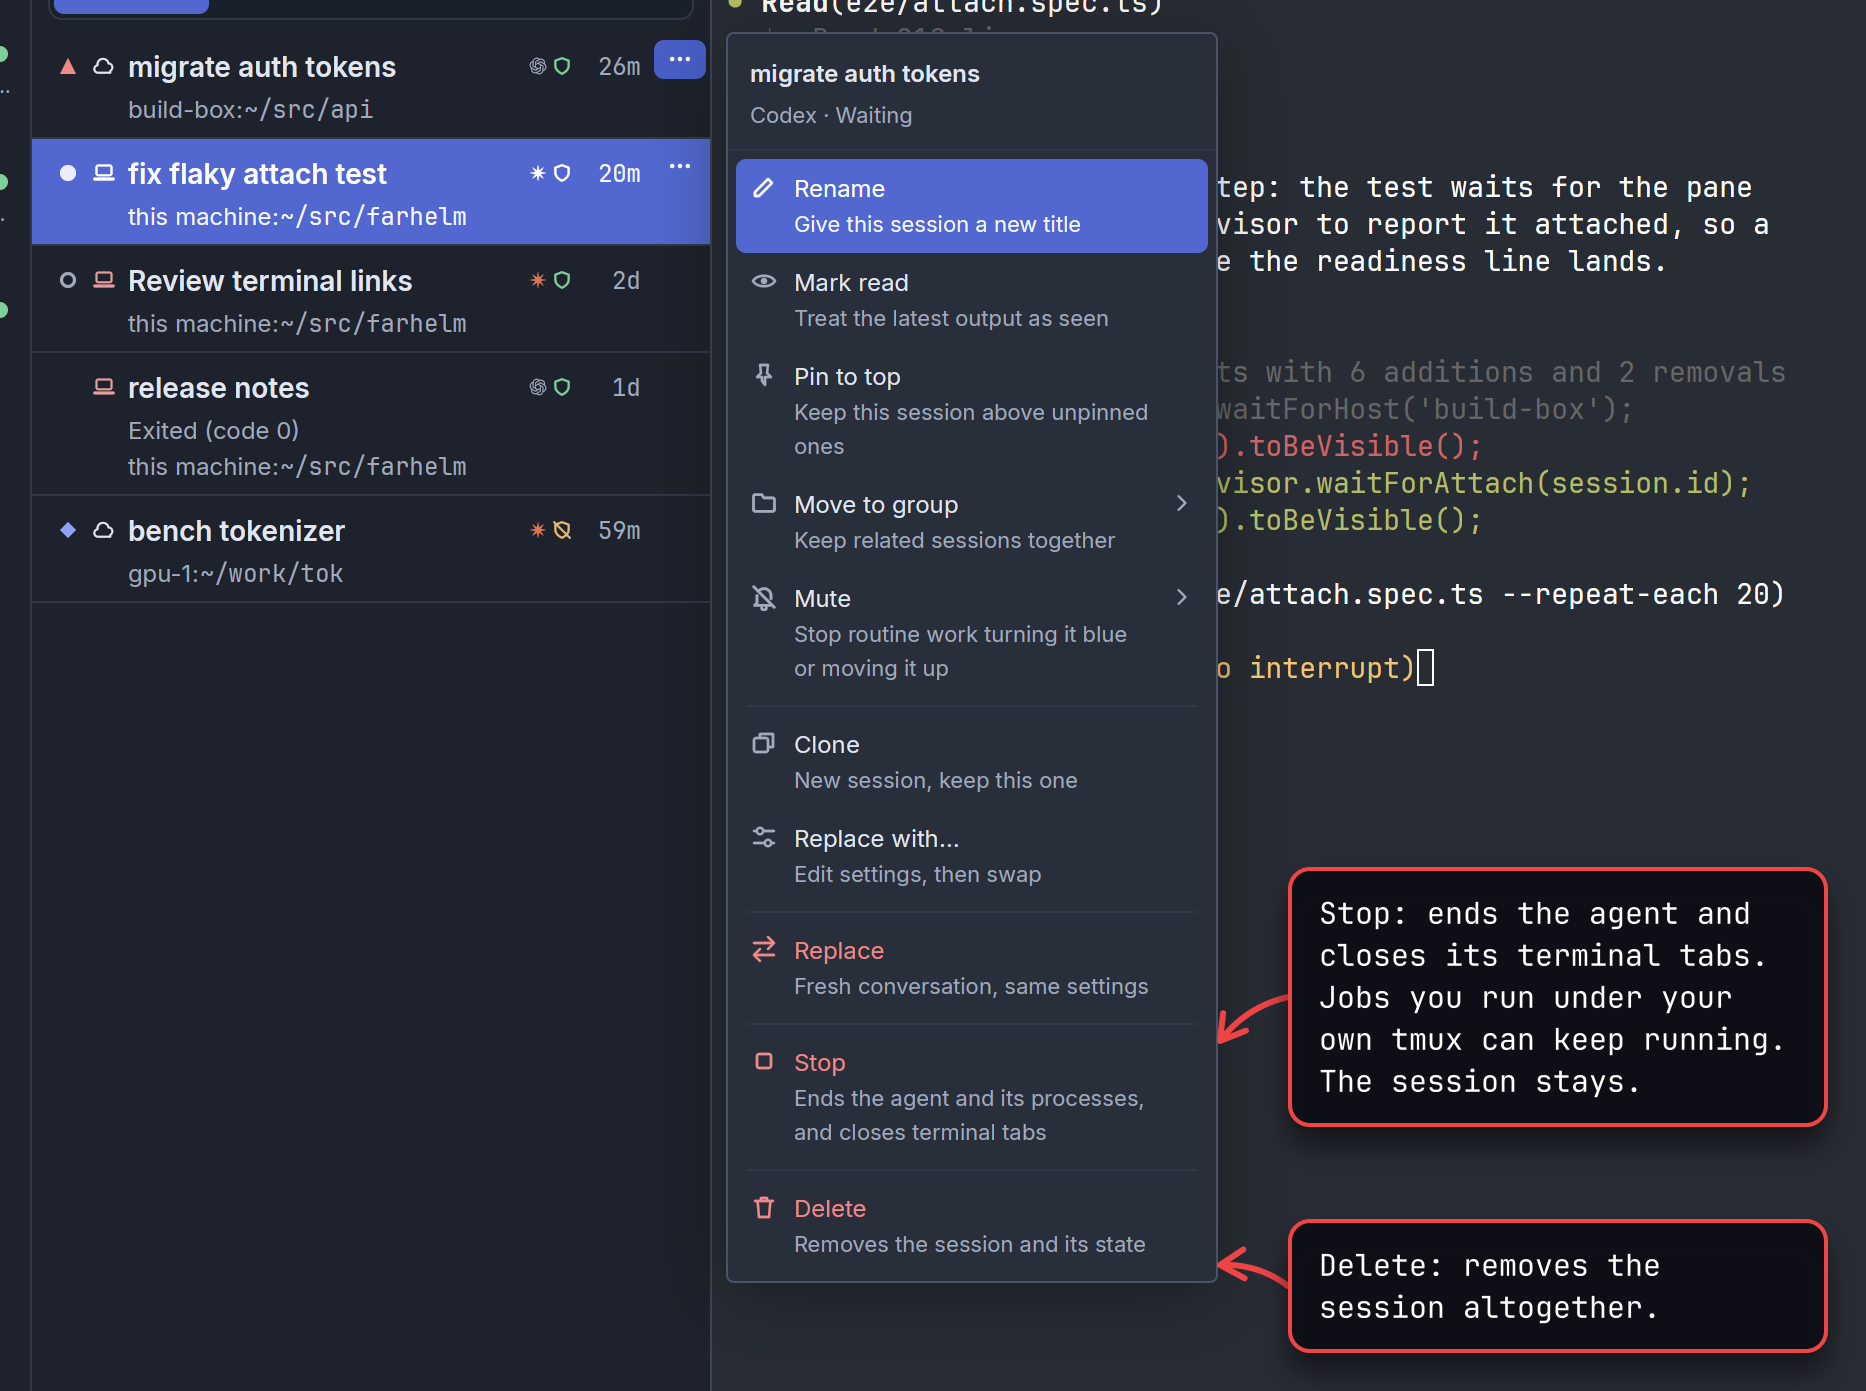 Read(e2e/attach.spec.ts)
migrate auth tokens
26m
build-box:~/src/api
fix flaky attach test
20m
this machine:~/src/farhelm
Review terminal links
2d
this machine:~/src/farhelm
release notes
1d
Exited (code 0)
this machine:~/src/farhelm
bench tokenizer
59m
gpu-1:~/work/tok
migrate auth tokens
Codex · Waiting
Rename
Give this session a new title
Mark read
Treat the latest output as seen
Pin to top
Keep this session above unpinned
ones
Move to group
Keep related sessions together
Mute
Stop routine work turning it blue
or moving it up
Clone
New session, keep this one
Replace with...
Edit settings, then swap
Replace
Fresh conversation, same settings
Stop
Ends the agent and its processes,
and closes terminal tabs
Delete
Removes the session and its state
tep: the test waits for the pane
visor to report it attached, so a
e the readiness line lands.
ts with 6 additions and 2 removals
waitForHost('build-box');
).toBeVisible();
visor.waitForAttach(session.id);
).toBeVisible();
e/attach.spec.ts --repeat-each 20)
o interrupt)
Stop: ends the agent and
closes its terminal tabs.
Jobs you run under your
own tmux can keep running.
The session stays.
Delete: removes the
session altogether.